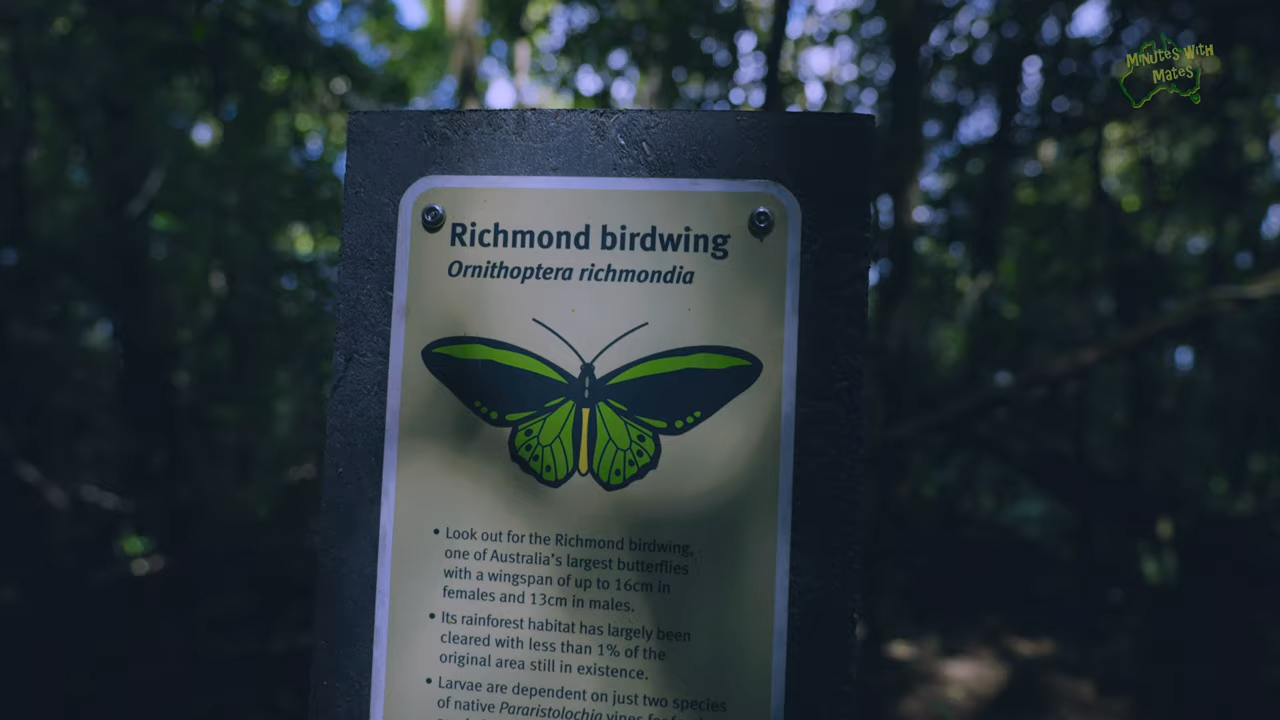 Minutes With
Mates
Richmond birdwing
Ornithoptera richmondia
• Look out for the Richmond birdwing,
one of Australia's largest butterflies
with a wingspan of up to 16cm in
females and 13cm in males.
• Its rainforest habitat has largely been
cleared with less than 1% of the
original area still in existence.
• Larvae are dependent on just two species
of native Pararistolochia vines